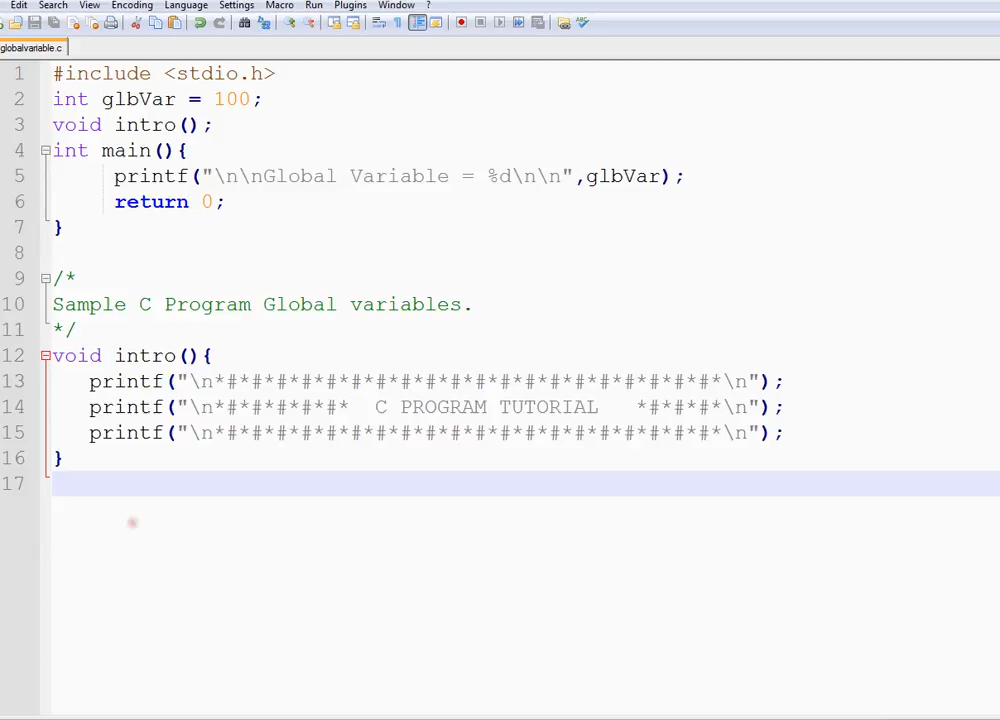 Edit Search View Encoding Language Settings Macro Run Plugins Window ?
globalvariable.c
1 #include <stdio.h>
2 int glbVar = 100;
3 void intro();
4 int main(){
5 printf("\n\nGlobal Variable = %d\n\n",glbVar);
6 return 0;
7 }
8
9 /*
10 Sample C Program Global variables.
11 */
12 void intro(){
13 printf("\n*#*#*#*#*#*#*#*#*#*#*#*#*#*#*#*#*#*#*#*#*\n");
14 printf("\n*#*#*#*#*#*  C PROGRAM TUTORIAL   *#*#*#*\n");
15 printf("\n*#*#*#*#*#*#*#*#*#*#*#*#*#*#*#*#*#*#*#*#*\n");
16 }
17